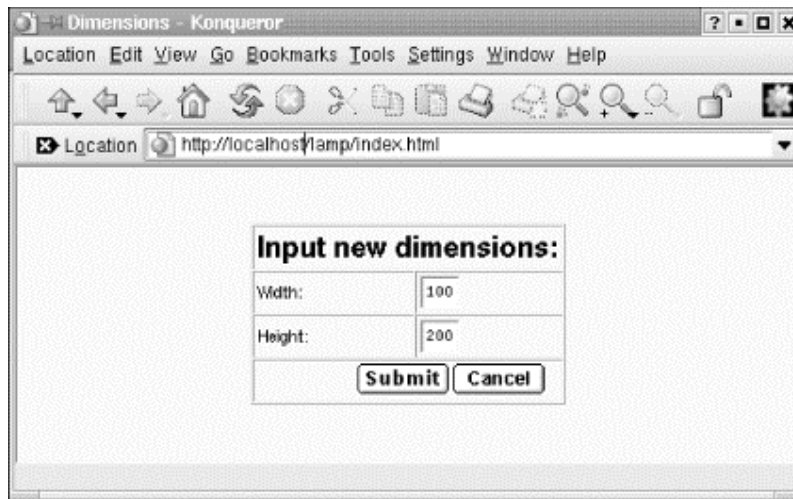 Dimensions - Konqueror
Location Edit View Go Bookmarks Tools Settings Window Help
Location http://localhost/lamp/index.html
Input new dimensions:
Width: 100
Height: 200
Submit Cancel